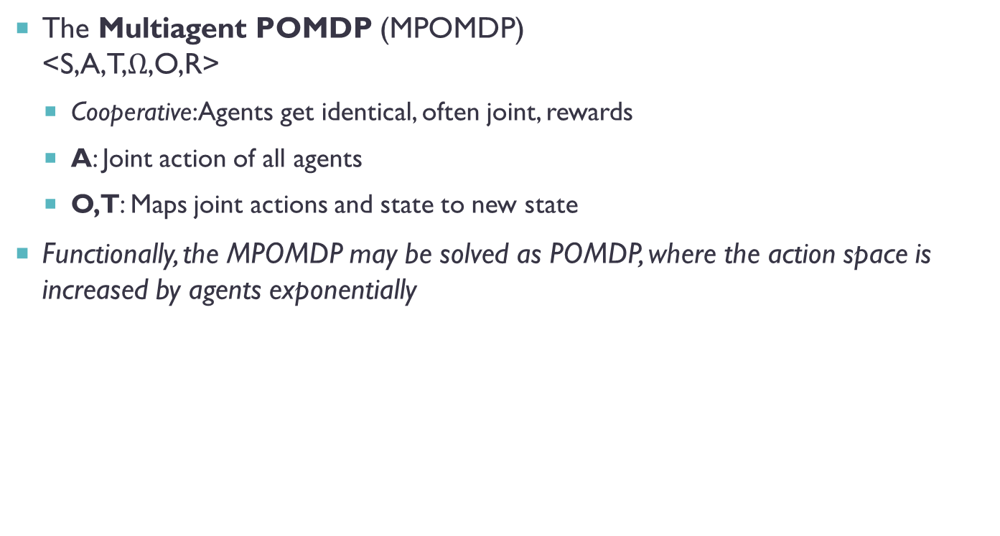 The Multiagent POMDP (MPOMDP)
<S,A,T,Ω,O,R>
Cooperative:Agents get identical, often joint, rewards
A: Joint action of all agents
O,T: Maps joint actions and state to new state
Functionally, the MPOMDP may be solved as POMDP, where the action space is
increased by agents exponentially